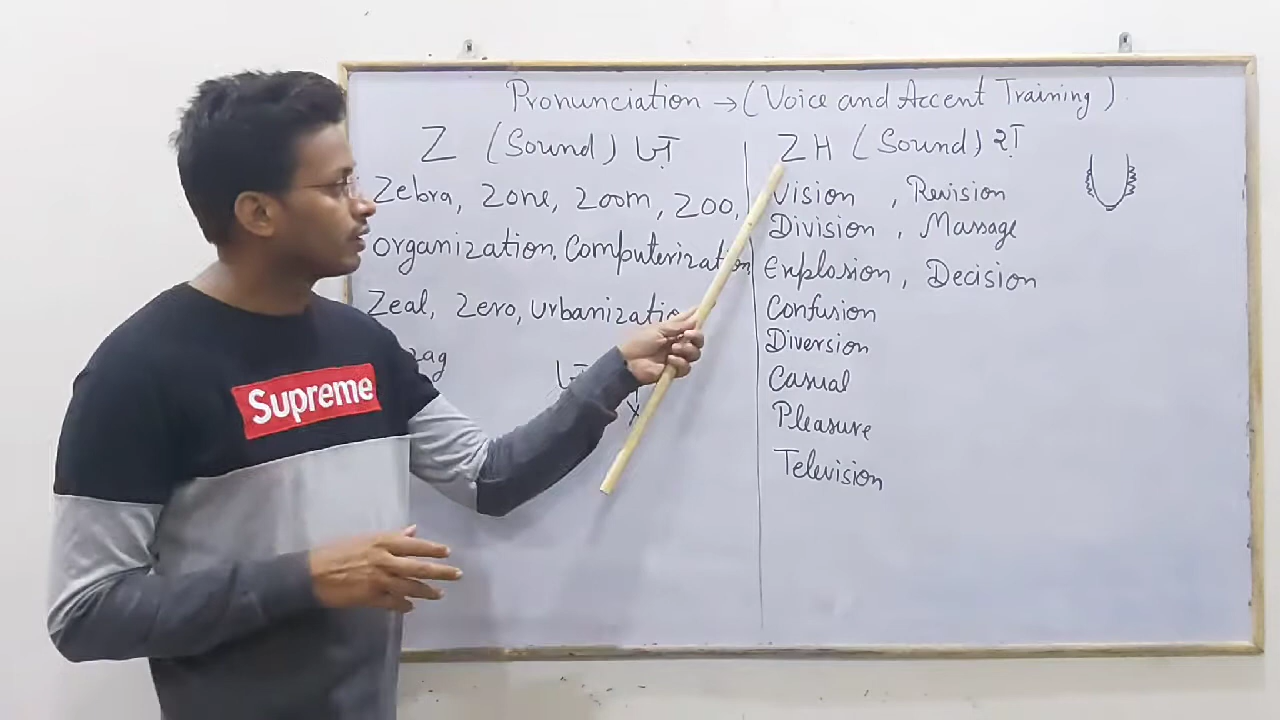 Pronunciation → (Voice and Accent Training)
Z (Sound) ज़
Zebra, Zone, Zoom, Zoo,
Organization, Computerization
Zeal, Zero, Urbanizatio
zag
ZH (Sound)
Vision, Revision
Division, Massage
Explosion, Decision
Confusion
Diversion
Casual
Pleasure
Television
Supreme